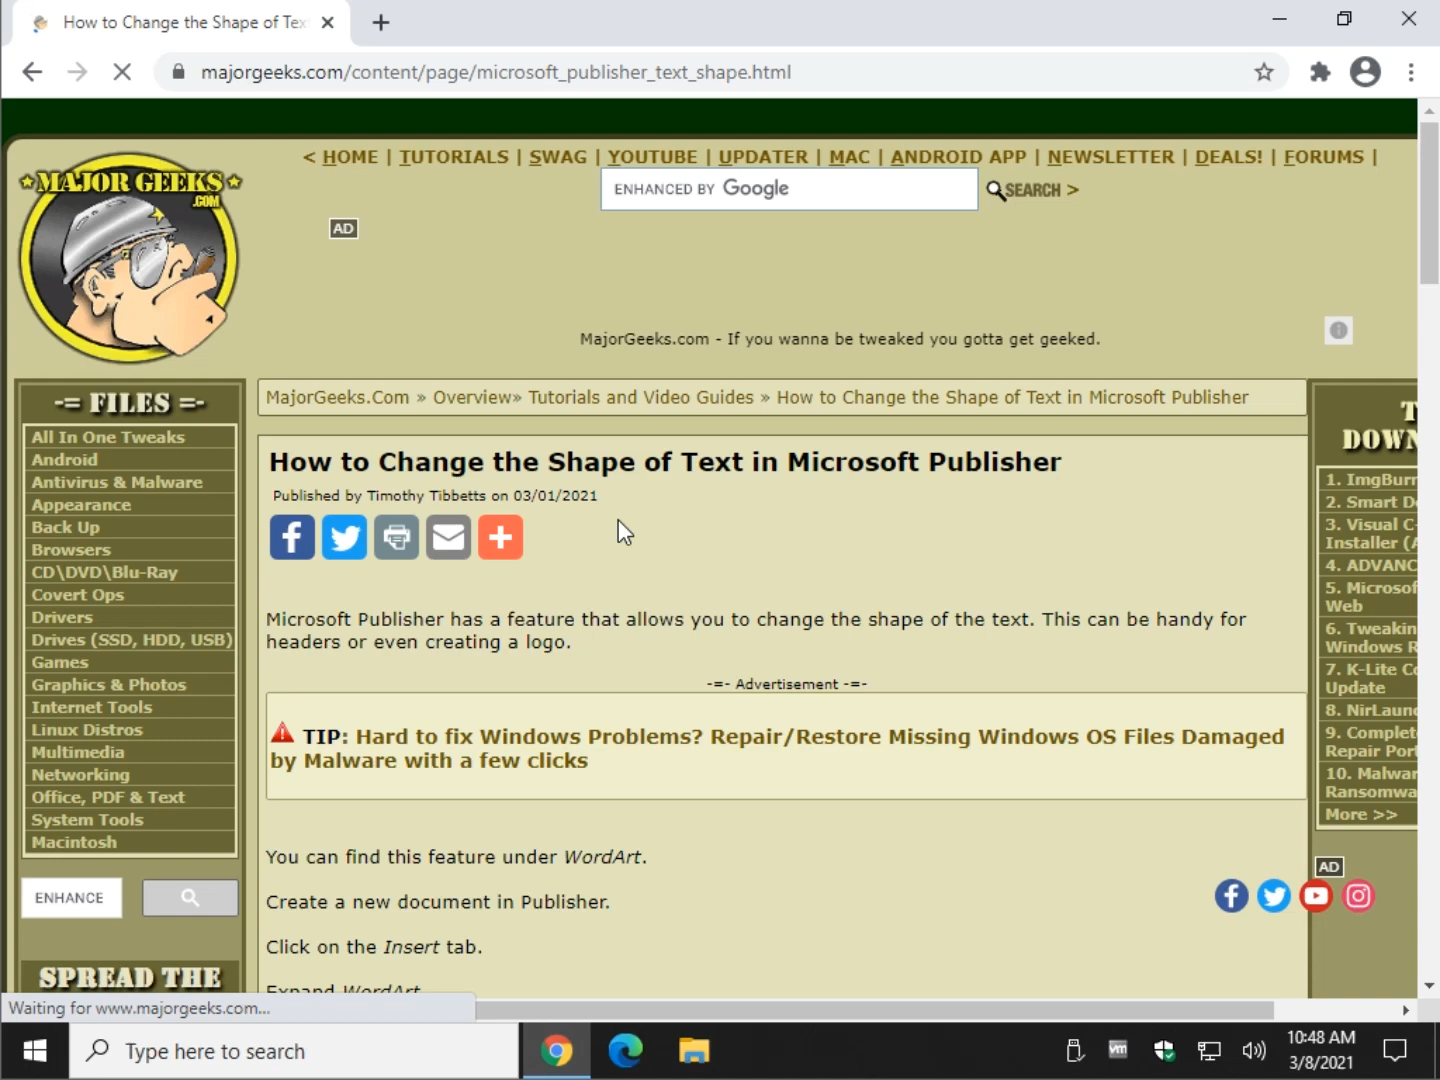 How to Change the Shape of Tex
majorgeeks.com/content/page/microsoft_publisher_text_shape.html
MAJOR GEEKS
.COM
< HOME | TUTORIALS | SWAG | YOUTUBE | UPDATER | MAC | ANDROID APP | NEWSLETTER | DEALS! | FORUMS |
ENHANCED BY Google
SEARCH >
AD
MajorGeeks.com - If you wanna be tweaked you gotta get geeked.
-= FILES =-
All In One Tweaks
Android
Antivirus & Malware
Appearance
Back Up
Browsers
CD\DVD\Blu-Ray
Covert Ops
Drivers
Drives (SSD, HDD, USB)
Games
Graphics & Photos
Internet Tools
Linux Distros
Multimedia
Networking
Office, PDF & Text
System Tools
Macintosh
ENHANCE
SPREAD THE
MajorGeeks.Com » Overview» Tutorials and Video Guides » How to Change the Shape of Text in Microsoft Publisher
How to Change the Shape of Text in Microsoft Publisher
Published by Timothy Tibbetts on 03/01/2021
Microsoft Publisher has a feature that allows you to change the shape of the text. This can be handy for
headers or even creating a logo.
-=- Advertisement -=-
TIP: Hard to fix Windows Problems? Repair/Restore Missing Windows OS Files Damaged
by Malware with a few clicks
You can find this feature under WordArt.
Create a new document in Publisher.
Click on the Insert tab.
Expand WordArt
T
DOWN
1. ImgBurn
2. Smart De
3. Visual C-
Installer (A
4. ADVANC
5. Microsof
Web
6. Tweakin
Windows R
7. K-Lite Co
Update
8. NirLaunc
9. Complet
Repair Port
10. Malwar
Ransomwa
More >>
AD
Waiting for www.majorgeeks.com...
Type here to search
vm
10:48 AM
3/8/2021